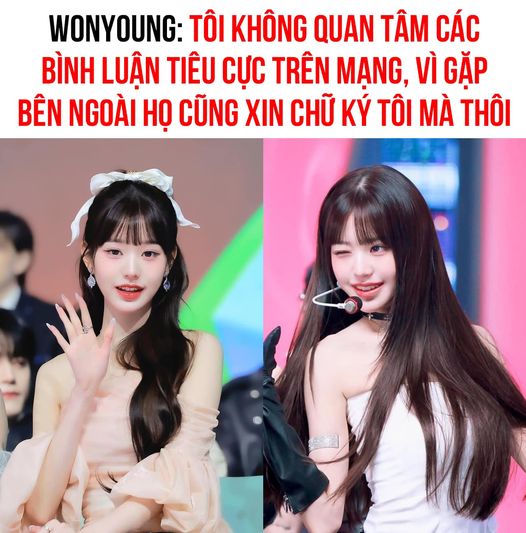 WONYOUNG: TÔI KHÔNG QUAN TÂM CÁC
BÌNH LUẬN TIÊU CỰC TRÊN MẠNG, VÌ GẶP
BÊN NGOÀI HỌ CŨNG XIN CHỮ KÝ TÔI MÀ THÔI